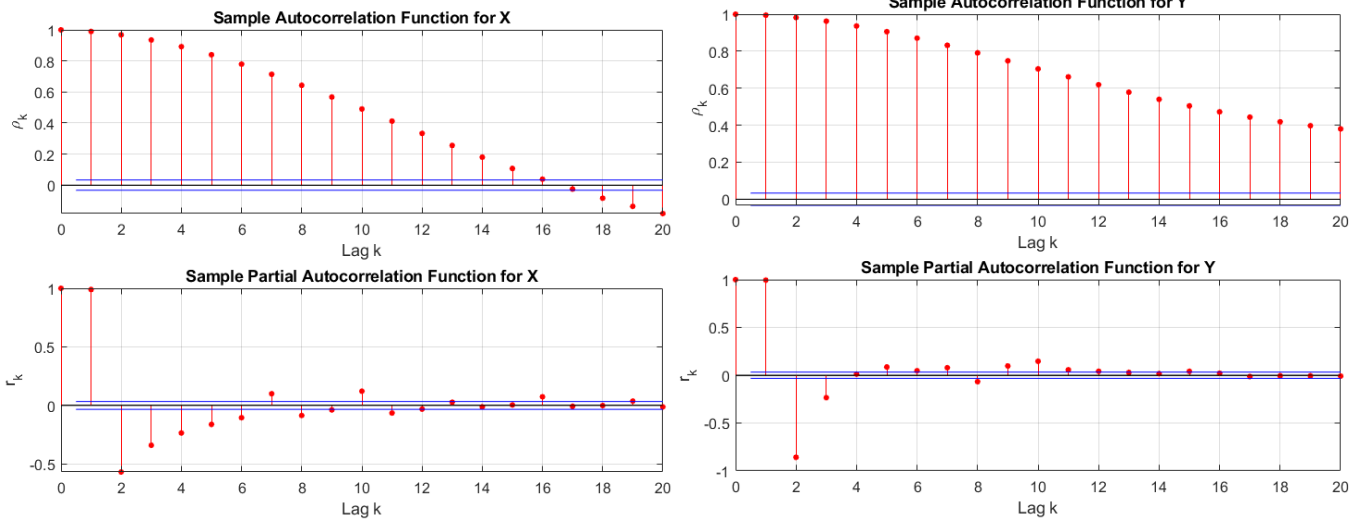 Sample Autocorrelation Function for X
1
0.8
0.6
0.4
0.2
0
ρk
0 2 4 6 8 10 12 14 16 18 20
Lag k
Sample Partial Autocorrelation Function for X
1
0.5
0
-0.5
rk
0 2 4 6 8 10 12 14 16 18 20
Lag k
Sample Autocorrelation Function for Y
1
0.8
0.6
0.4
0.2
0
ρk
0 2 4 6 8 10 12 14 16 18 20
Lag k
Sample Partial Autocorrelation Function for Y
1
0.5
0
-0.5
-1
rk
0 2 4 6 8 10 12 14 16 18 20
Lag k